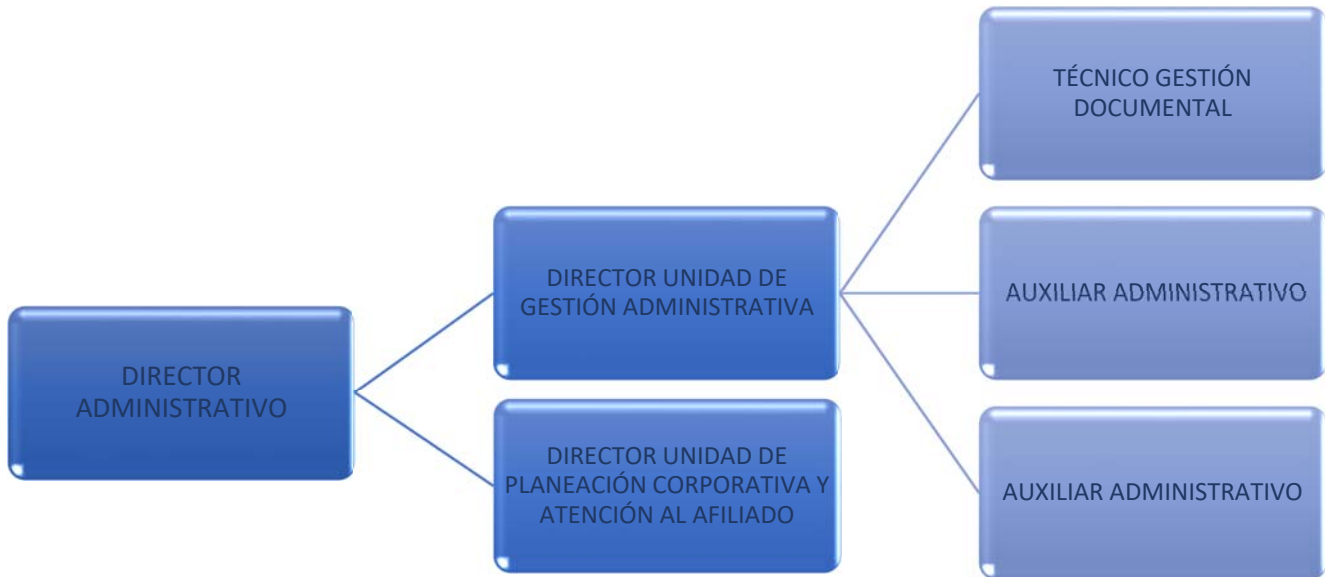 DIRECTOR
ADMINISTRATIVO
DIRECTOR UNIDAD DE
GESTIÓN ADMINISTRATIVA
DIRECTOR UNIDAD DE
PLANEACIÓN CORPORATIVA Y
ATENCIÓN AL AFILIADO
TÉCNICO GESTIÓN
DOCUMENTAL
AUXILIAR ADMINISTRATIVO
AUXILIAR ADMINISTRATIVO